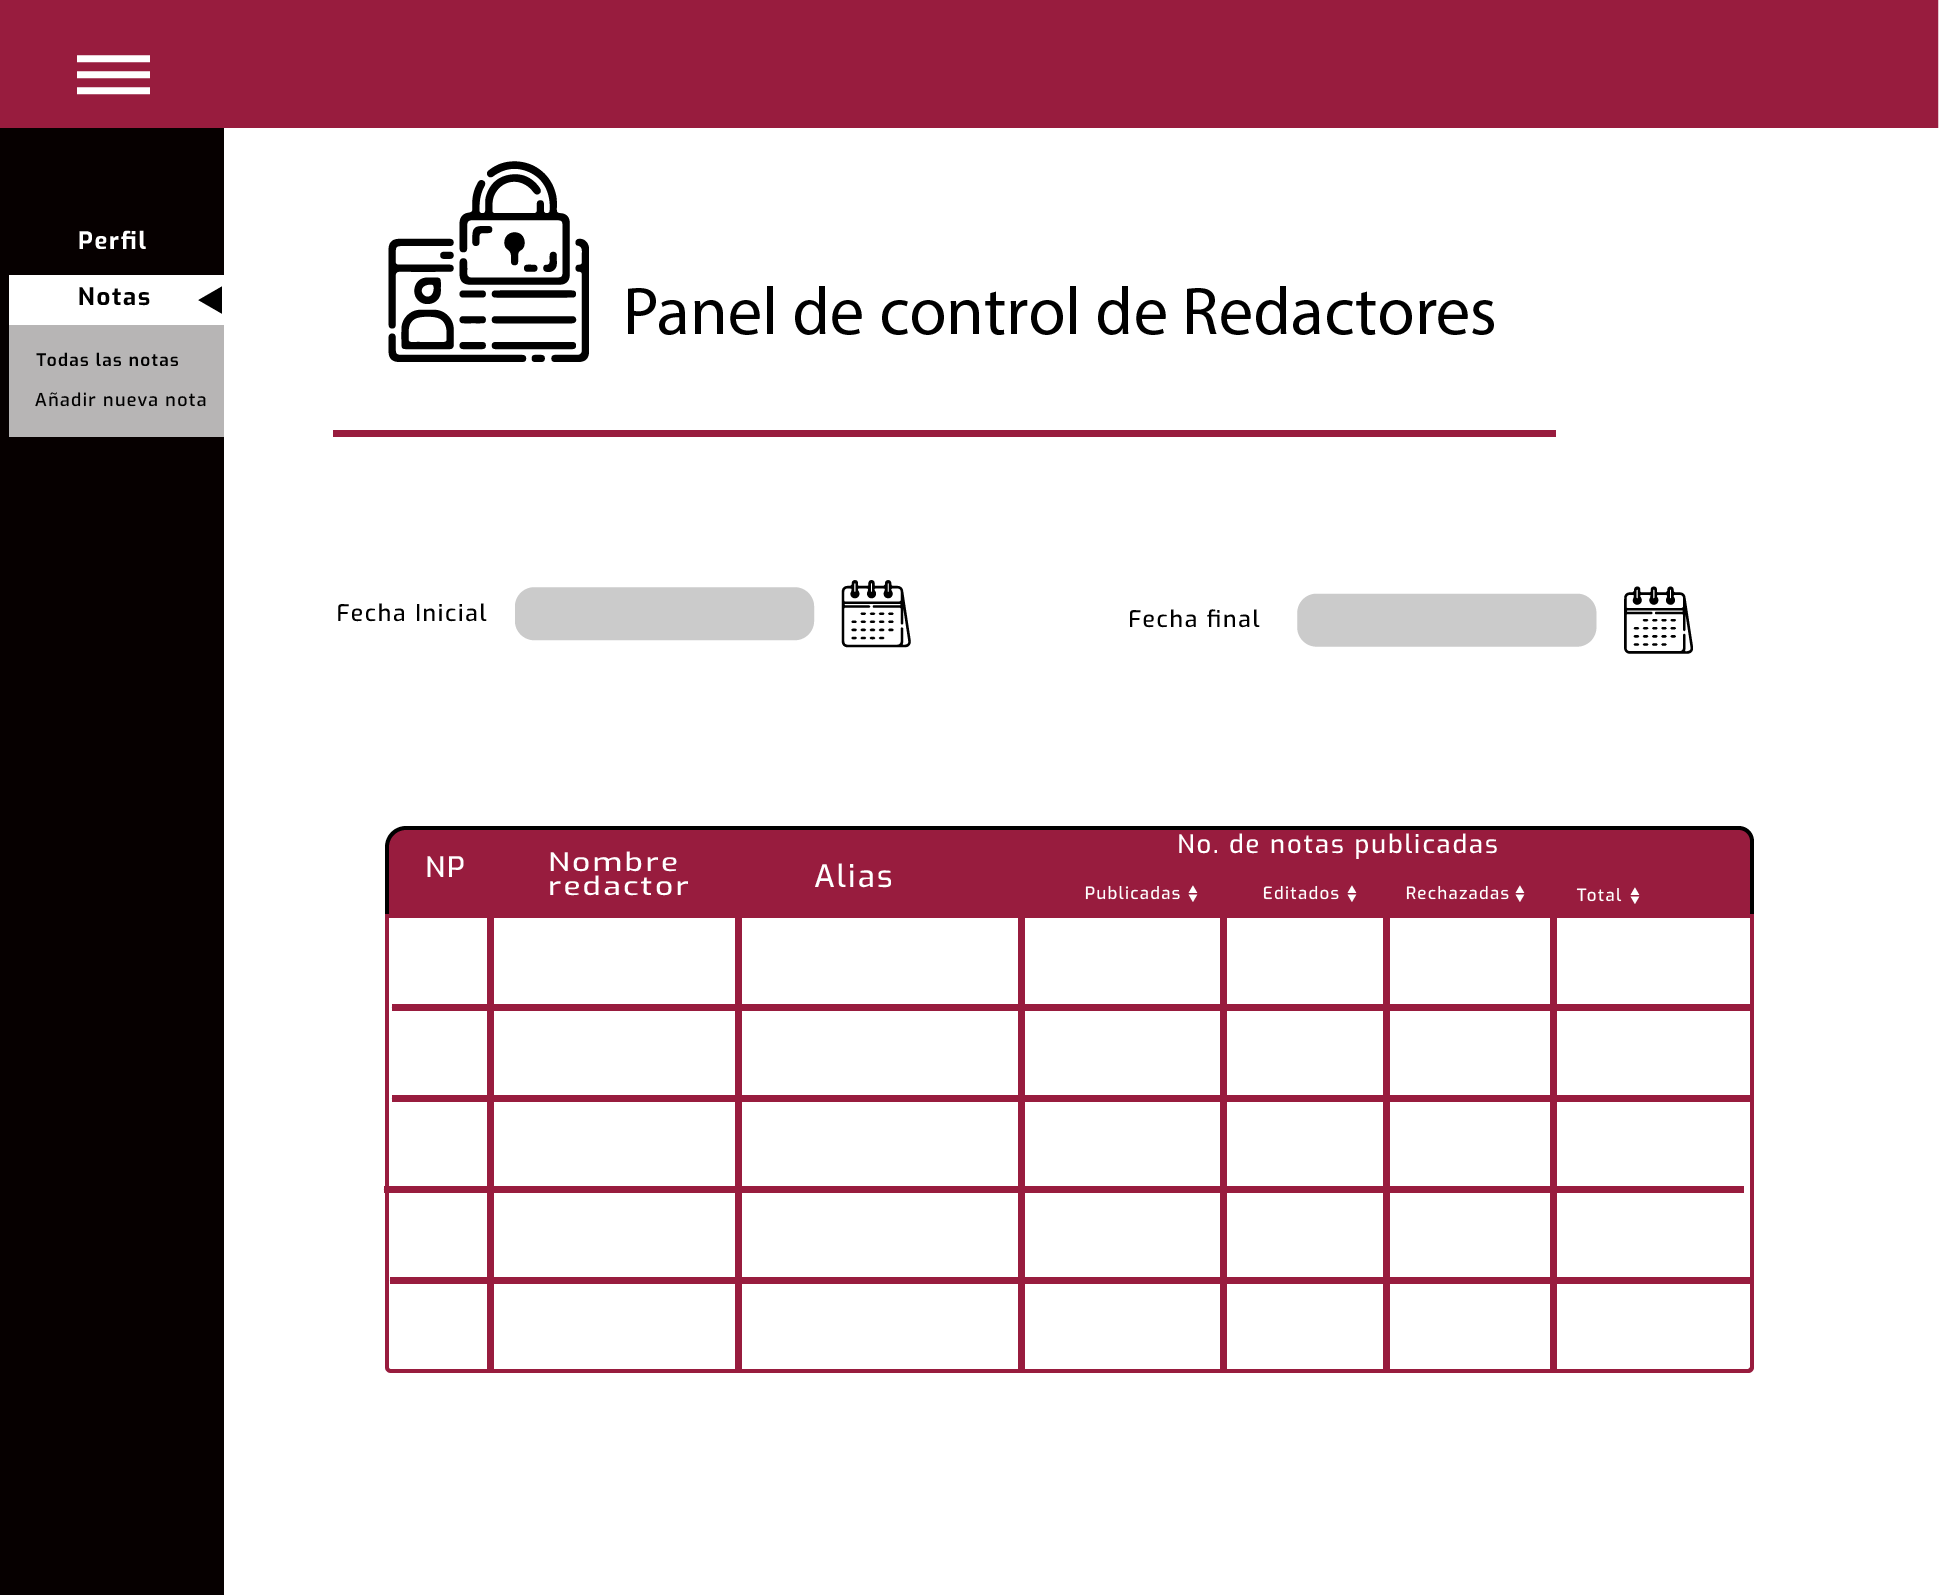 Perfil
Notas
Todas las notas
Añadir nueva nota
Panel de control de Redactores
Fecha Inicial
Fecha final
NP
Nombre
redactor
Alias
No. de notas publicadas
Publicadas
Editados
Rechazadas
Total